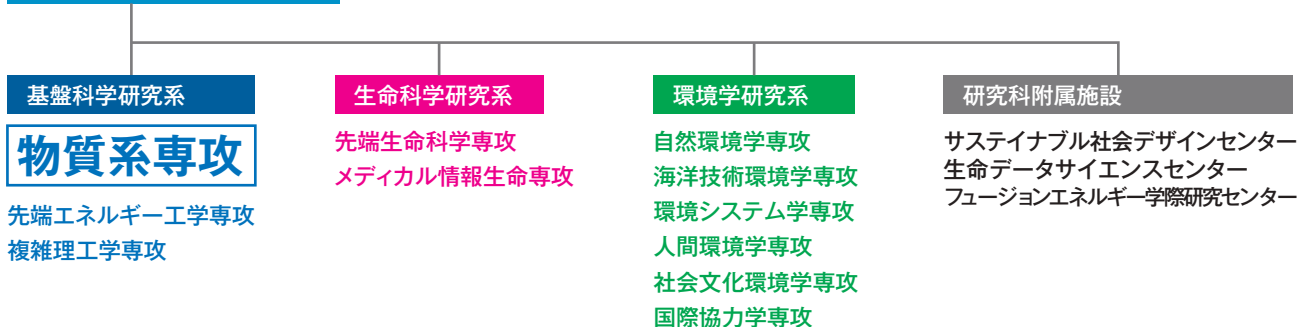 基盤科学研究系
物質系専攻
先端エネルギー工学専攻
複雑理工学専攻
生命科学研究系
先端生命科学専攻
メディカル情報生命専攻
環境学研究系
自然環境学専攻
海洋技術環境学専攻
環境システム学専攻
人間環境学専攻
社会文化環境学専攻
国際協力学専攻
研究科附属施設
サステイナブル社会デザインセンター
生命データサイエンスセンター
フュージョンエネルギー学際研究センター